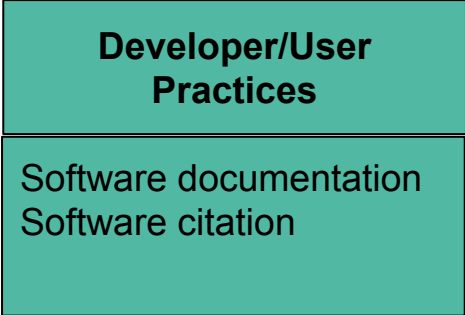 Developer/User
Practices
Software documentation
Software citation